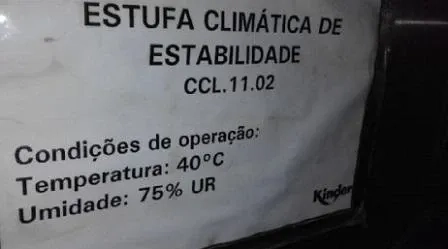 ESTUFA CLIMÁTICA DE
ESTABILIDADE
CCL.11.02
Condições de operação:
Temperatura: 40°C
Umidade: 75% UR
Kinder